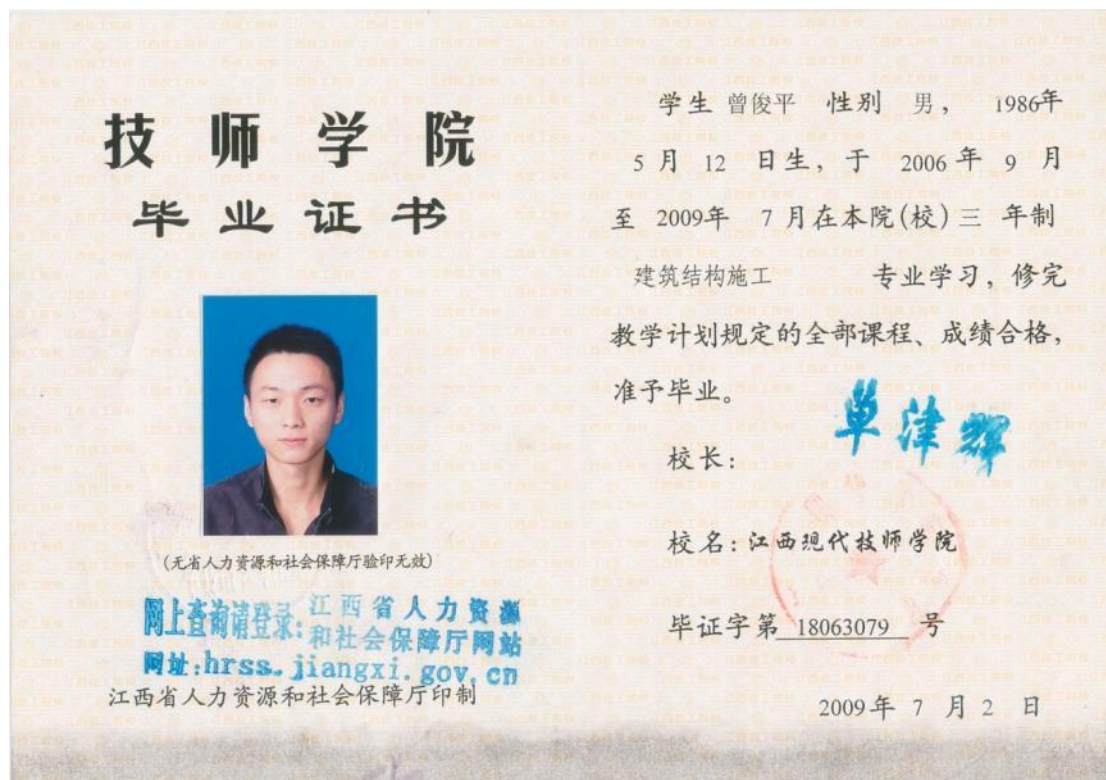 技师学院
毕业证书
(无省人力资源和社会保障厅验印无效)
网上查询请登录:江西省人力资源
和社会保障厅网站
网址:hrss.jiangxi.gov.cn
江西省人力资源和社会保障厅印制
学生 曾俊平 性别 男, 1986年
5 月 12 日生, 于 2006 年 9 月
至 2009年 7 月在本院(校) 三 年制
建筑结构施工 专业学习, 修完
教学计划规定的全部课程、成绩合格,
准予毕业。
校长: 单津辉
校名: 江西现代技师学院
毕证字第 18063079 号
2009 年 7 月 2 日